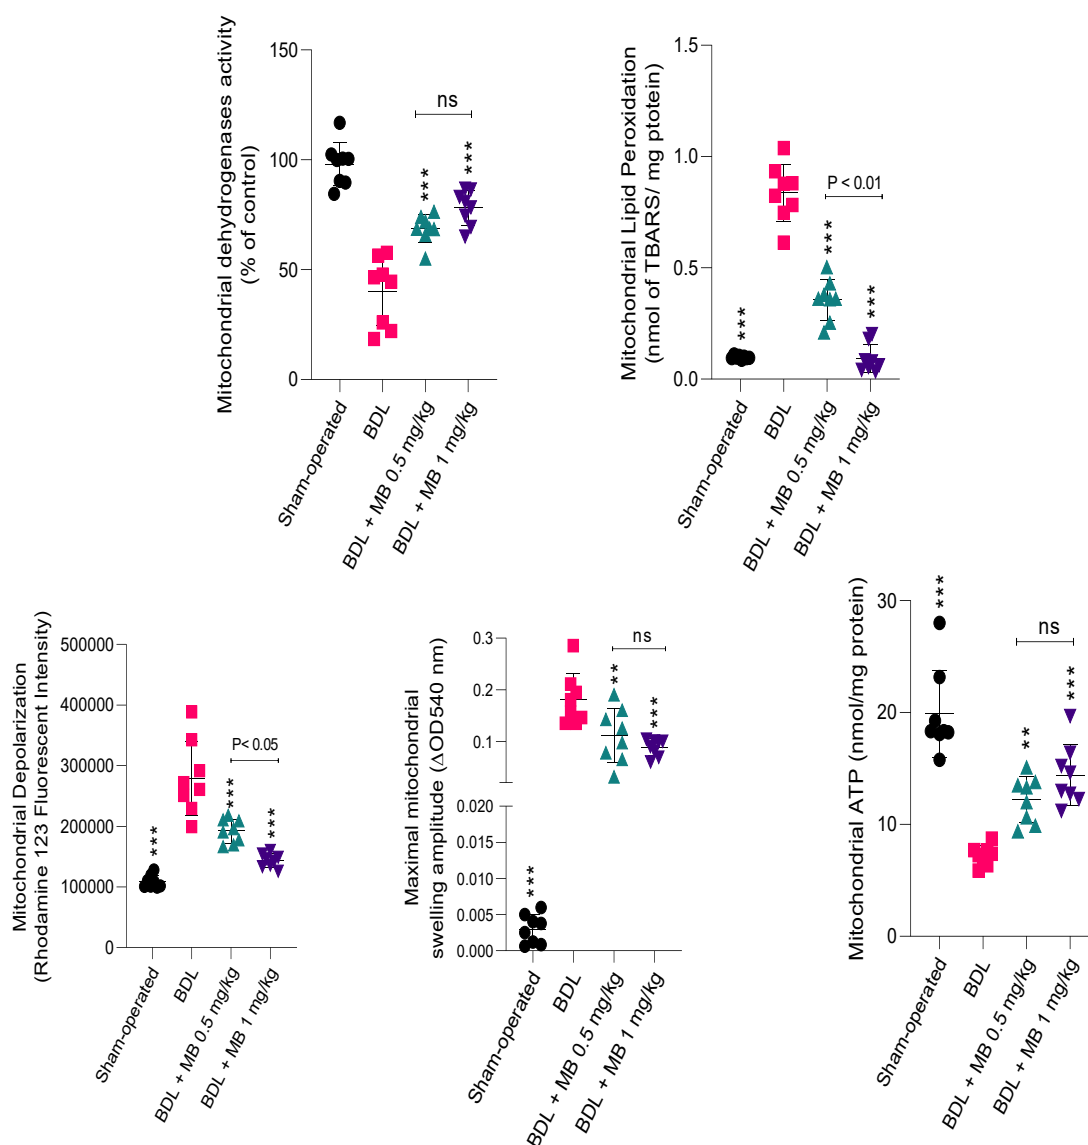 Mitochondrial dehydrogenases activity
(% of control)
150
100
50
0
ns
***
***
Sham-operated
BDL
BDL + MB 0.5 mg/kg
BDL + MB 1 mg/kg
Mitochondrial Lipid Peroxidation
(nmol of TBARS/ mg ptotein)
1.5
1.0
0.5
0.0
P < 0.01
***
***
***
Sham-operated
BDL
BDL + MB 0.5 mg/kg
BDL + MB 1 mg/kg
Mitochondrial Depolarization
(Rhodamine 123 Fluorescent Intensity)
500000
400000
300000
200000
100000
0
P< 0.05
***
***
***
Sham-operated
BDL
BDL + MB 0.5 mg/kg
BDL + MB 1 mg/kg
Maximal mitochondrial
swelling amplitude (ΔOD540 nm)
0.3
0.2
0.1
0.020
0.015
0.010
0.005
0.000
ns
**
***
***
Sham-operated
BDL
BDL + MB 0.5 mg/kg
BDL + MB 1 mg/kg
Mitochondrial ATP (nmol/mg protein)
30
20
10
0
***
ns
**
***
Sham-operated
BDL
BDL + MB 0.5 mg/kg
BDL + MB 1 mg/kg